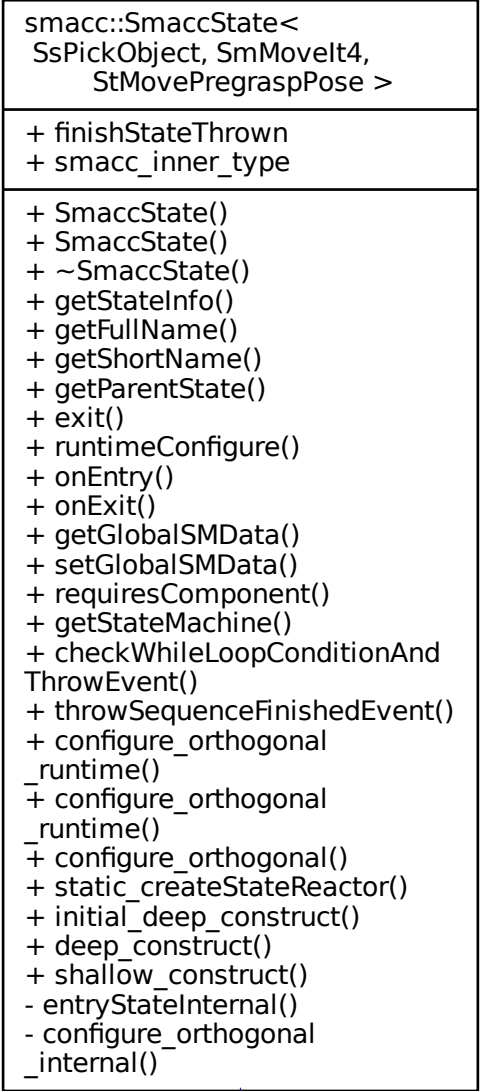 smacc::SmaccState<
SsPickObject, SmMoveIt4,
StMovePregraspPose >
+ finishStateThrown
+ smacc_inner_type
+ SmaccState()
+ SmaccState()
+ ~SmaccState()
+ getStateInfo()
+ getFullName()
+ getShortName()
+ getParentState()
+ exit()
+ runtimeConfigure()
+ onEntry()
+ onExit()
+ getGlobalSMData()
+ setGlobalSMData()
+ requiresComponent()
+ getStateMachine()
+ checkWhileLoopConditionAnd
ThrowEvent()
+ throwSequenceFinishedEvent()
+ configure_orthogonal
_runtime()
+ configure_orthogonal
_runtime()
+ configure_orthogonal()
+ static_createStateReactor()
+ initial_deep_construct()
+ deep_construct()
+ shallow_construct()
- entryStateInternal()
- configure_orthogonal
_internal()